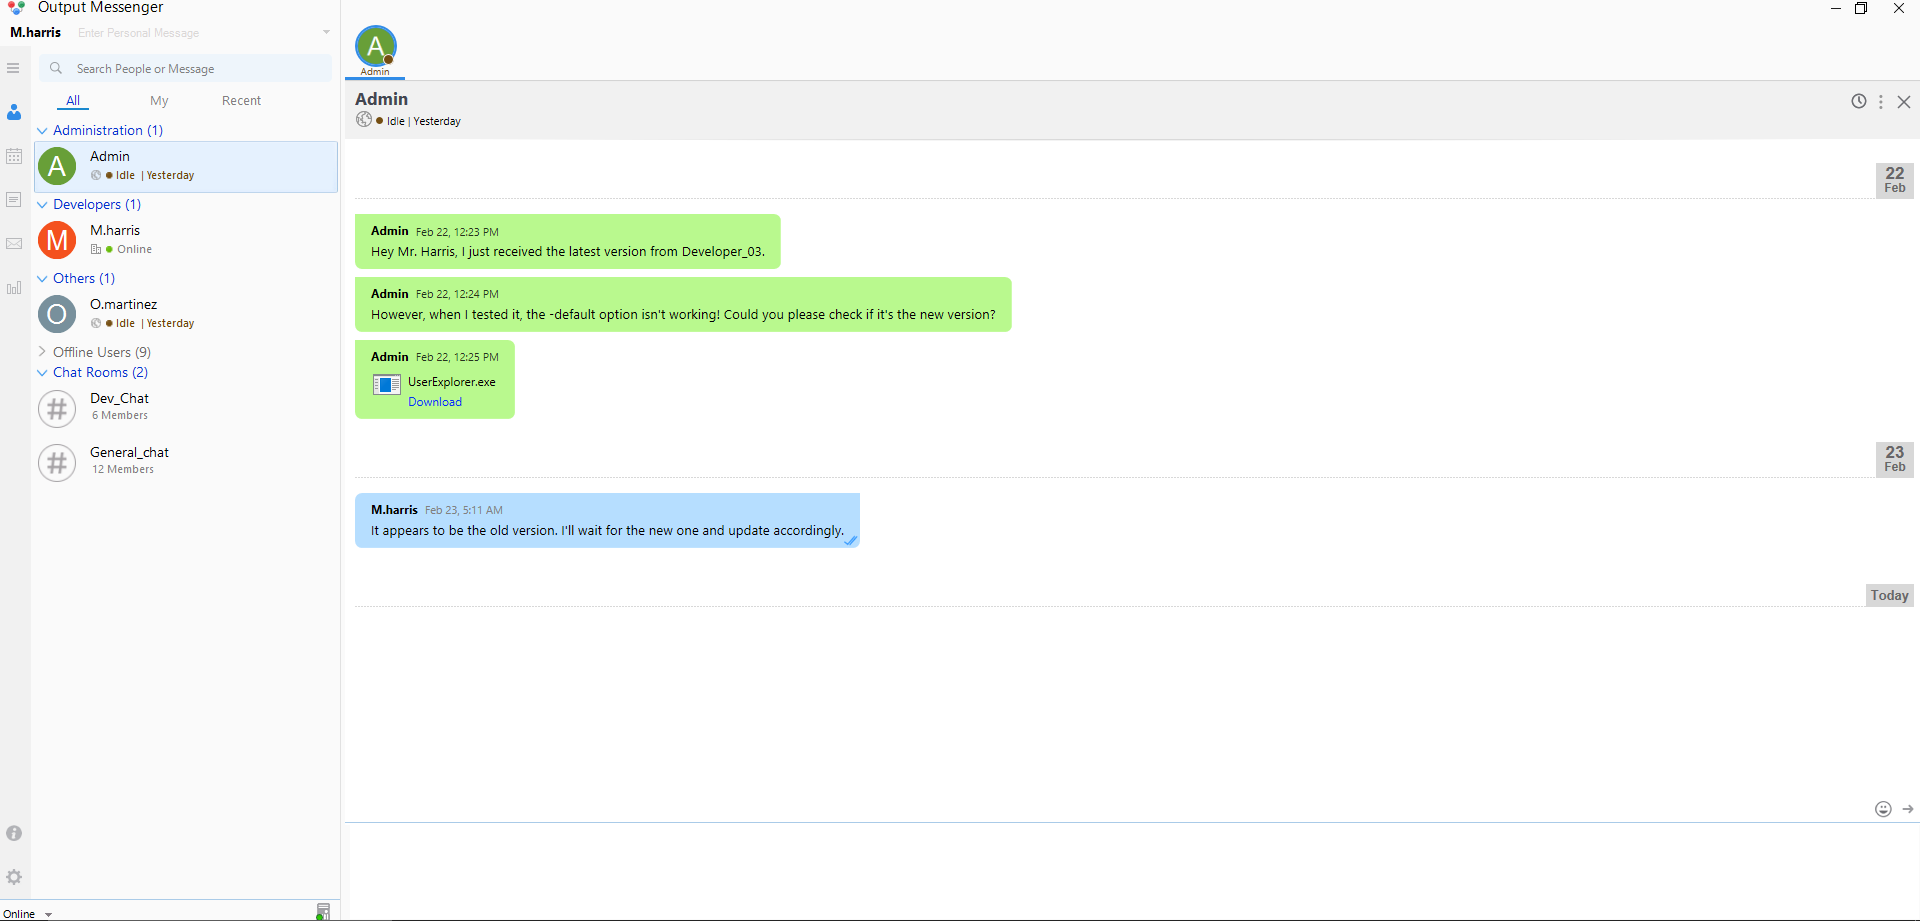 Output Messenger
M.harris Enter Personal Message
Search People or Message
All My Recent
Administration (1)
A
Admin
Idle | Yesterday
Developers (1)
M
M.harris
Online
Others (1)
O
O.martinez
Idle | Yesterday
Offline Users (9)
Chat Rooms (2)
#
Dev_Chat
6 Members
#
General_chat
12 Members
Online
A
Admin
Admin
Idle | Yesterday
22
Feb
Admin Feb 22, 12:23 PM
Hey Mr. Harris, I just received the latest version from Developer_03.
Admin Feb 22, 12:24 PM
However, when I tested it, the -default option isn't working! Could you please check if it's the new version?
Admin Feb 22, 12:25 PM
UserExplorer.exe
Download
23
Feb
M.harris Feb 23, 5:11 AM
It appears to be the old version. I'll wait for the new one and update accordingly.
Today